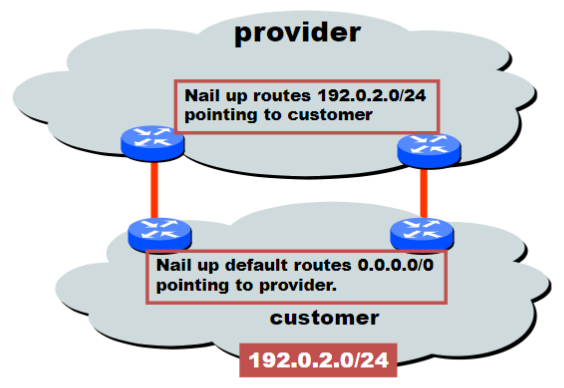 provider
Nail up routes 192.0.2.0/24
pointing to customer
Nail up default routes 0.0.0.0/0
pointing to provider.
customer
192.0.2.0/24